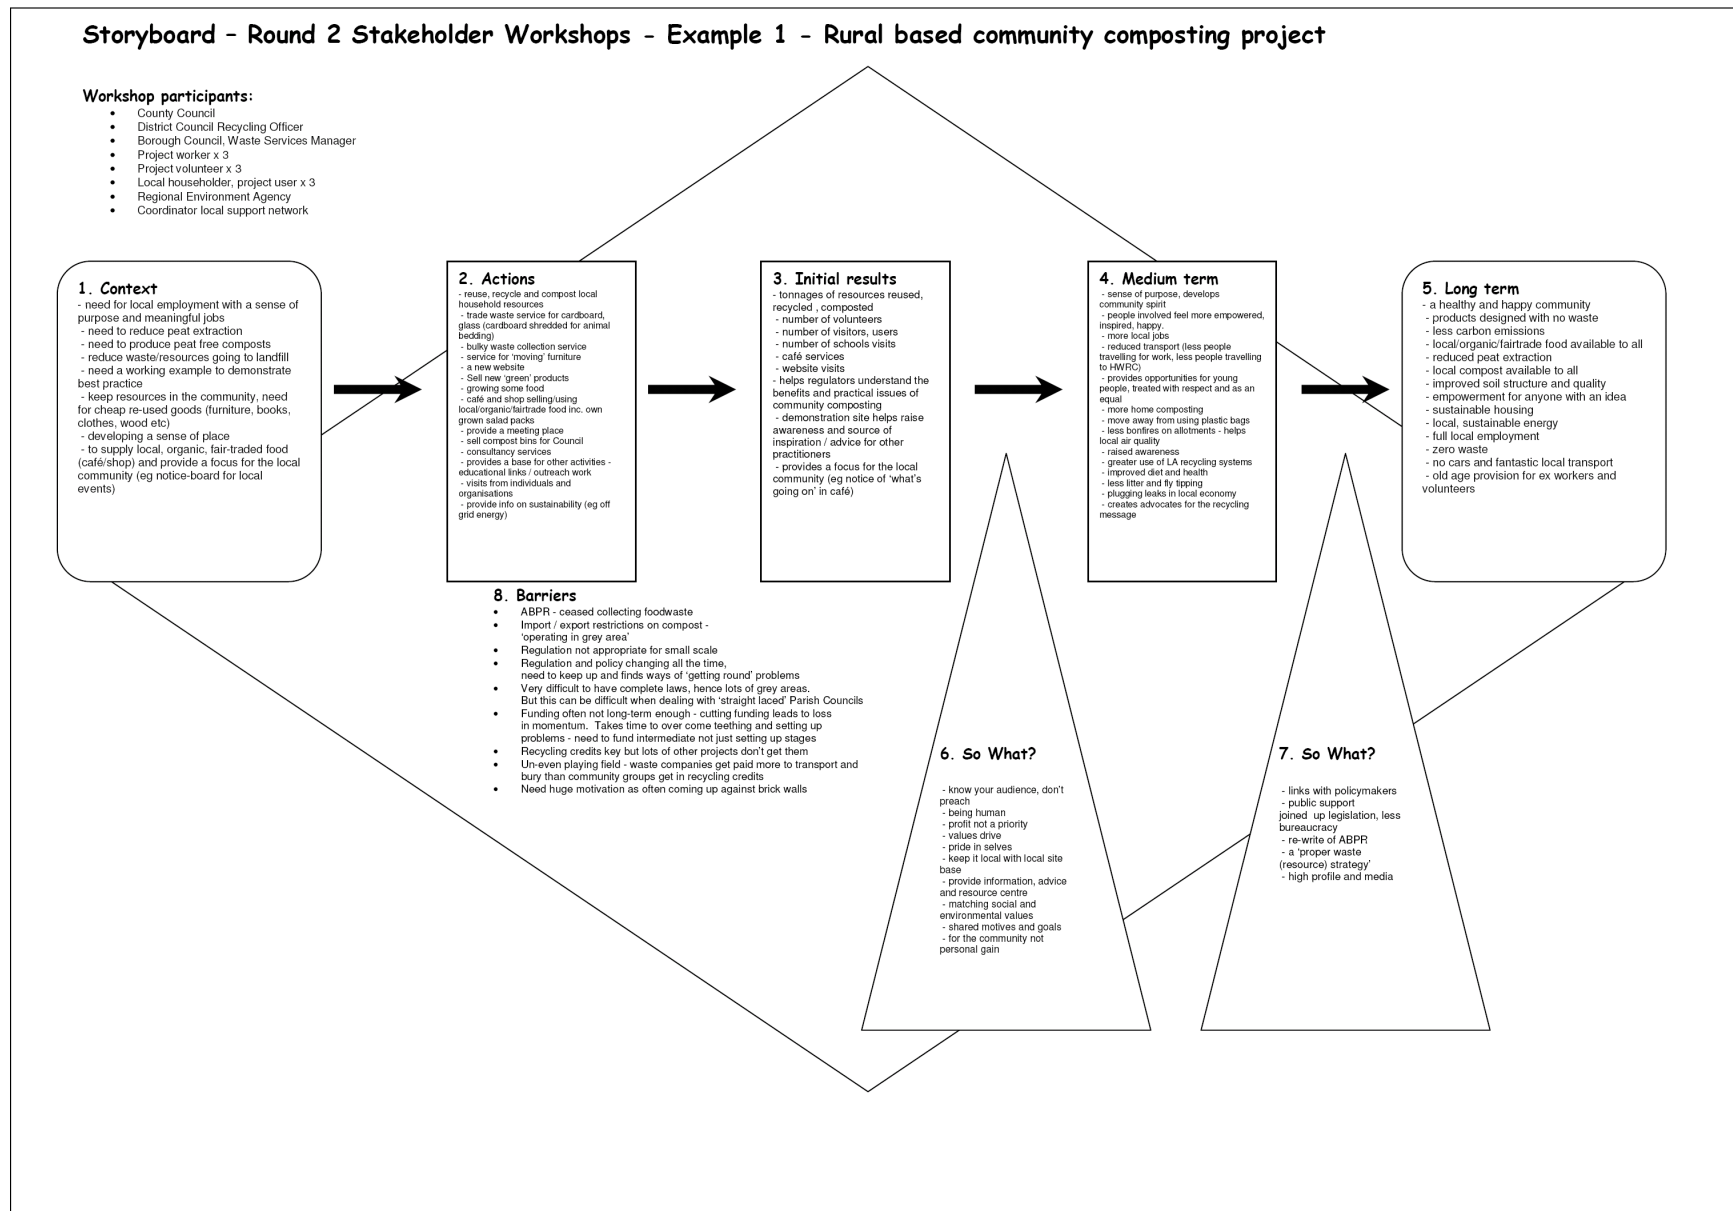 Storyboard – Round 2 Stakeholder Workshops - Example 1 - Rural based community composting project
Workshop participants:
• County Council
• District Council Recycling Officer
• Borough Council, Waste Services Manager
• Project worker x 3
• Project volunteer x 3
• Local householder, project user x 3
• Regional Environment Agency
• Coordinator local support network
1. Context
- need for local employment with a sense of
purpose and meaningful jobs
- need to reduce peat extraction
- need to produce peat free composts
- reduce waste/resources going to landfill
- need a working example to demonstrate
best practice
- keep resources in the community, need
for cheap re-used goods (furniture, books,
clothes, wood etc)
- developing a sense of place
- to supply local, organic, fair-traded food
(café/shop) and provide a focus for the local
community (eg notice-board for local
events)
2. Actions
- reuse, recycle and compost local
household resources
- trade waste service for cardboard,
glass (cardboard shredded for animal
bedding)
- bulky waste collection service
- service for ‘moving’ furniture
- a new website
- Sell new ‘green’ products
- growing some food
- café and shop selling/using
local/organic/fairtrade food inc. own
grown salad packs
- provide a meeting place
- sell compost bins for Council
- consultancy services
- provides a base for other activities -
educational links / outreach work
- visits from individuals and
organisations
- provide info on sustainability (eg off
grid energy)
3. Initial results
- tonnages of resources reused,
recycled , composted
- number of volunteers
- number of visitors, users
- number of schools visits
- café services
- website visits
- helps regulators understand the
benefits and practical issues of
community composting
- demonstration site helps raise
awareness and source of
inspiration / advice for other
practitioners
- provides a focus for the local
community (eg notice of ‘what’s
going on’ in café)
4. Medium term
- sense of purpose, develops
community spirit
- people involved feel more empowered,
inspired, happy.
- more local jobs
- reduced transport (less people
travelling for work, less people travelling
to HWRC)
- provides opportunities for young
people, treated with respect and as an
equal
- more home composting
- move away from using plastic bags
- less bonfires on allotments - helps
local air quality
- raised awareness
- greater use of LA recycling systems
- improved diet and health
- less litter and fly tipping
- plugging leaks in local economy
- creates advocates for the recycling
message
5. Long term
- a healthy and happy community
- products designed with no waste
- less carbon emissions
- local/organic/fairtrade food available to all
- reduced peat extraction
- local compost available to all
- improved soil structure and quality
- empowerment for anyone with an idea
- sustainable housing
- local, sustainable energy
- full local employment
- zero waste
- no cars and fantastic local transport
- old age provision for ex workers and
volunteers
8. Barriers
• ABPR - ceased collecting foodwaste
• Import / export restrictions on compost -
‘operating in grey area’
• Regulation not appropriate for small scale
• Regulation and policy changing all the time,
need to keep up and finds ways of ‘getting round’ problems
• Very difficult to have complete laws, hence lots of grey areas.
But this can be difficult when dealing with ‘straight laced’ Parish Councils
• Funding often not long-term enough - cutting funding leads to loss
in momentum. Takes time to over come teething and setting up
problems - need to fund intermediate not just setting up stages
• Recycling credits key but lots of other projects don’t get them
• Un-even playing field - waste companies get paid more to transport and
bury than community groups get in recycling credits
• Need huge motivation as often coming up against brick walls
6. So What?
- know your audience, don’t
preach
- being human
- profit not a priority
- values drive
- pride in selves
- keep it local with local site
base
- provide information, advice
and resource centre
- matching social and
environmental values
- shared motives and goals
- for the community not
personal gain
7. So What?
- links with policymakers
- public support
joined up legislation, less
bureaucracy
- re-write of ABPR
- a ‘proper waste
(resource) strategy’
- high profile and media